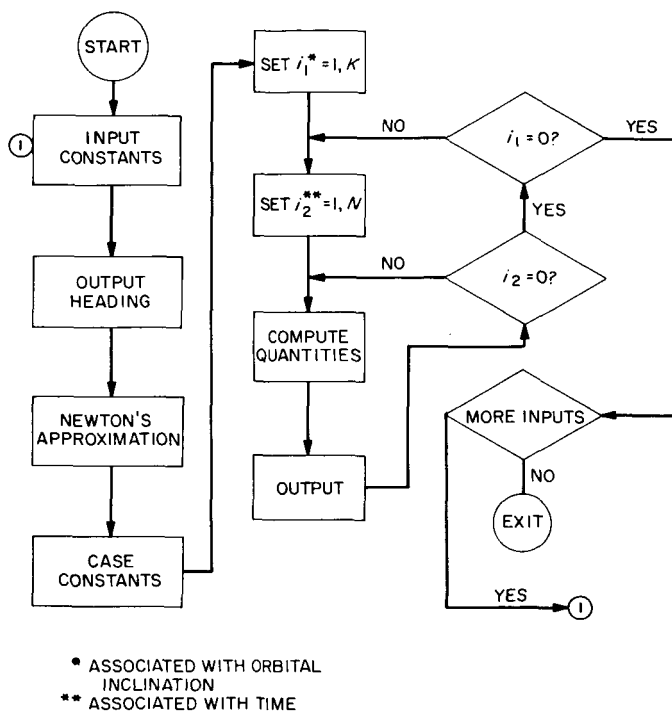 START
1
INPUT
CONSTANTS
OUTPUT
HEADING
NEWTON'S
APPROXIMATION
CASE
CONSTANTS
SET i₁* = 1, K
SET i₂** = 1, N
COMPUTE
QUANTITIES
OUTPUT
NO
i₁ = 0?
YES
YES
NO
i₂ = 0?
MORE INPUTS
NO
EXIT
YES
1
* ASSOCIATED WITH ORBITAL
INCLINATION
** ASSOCIATED WITH TIME